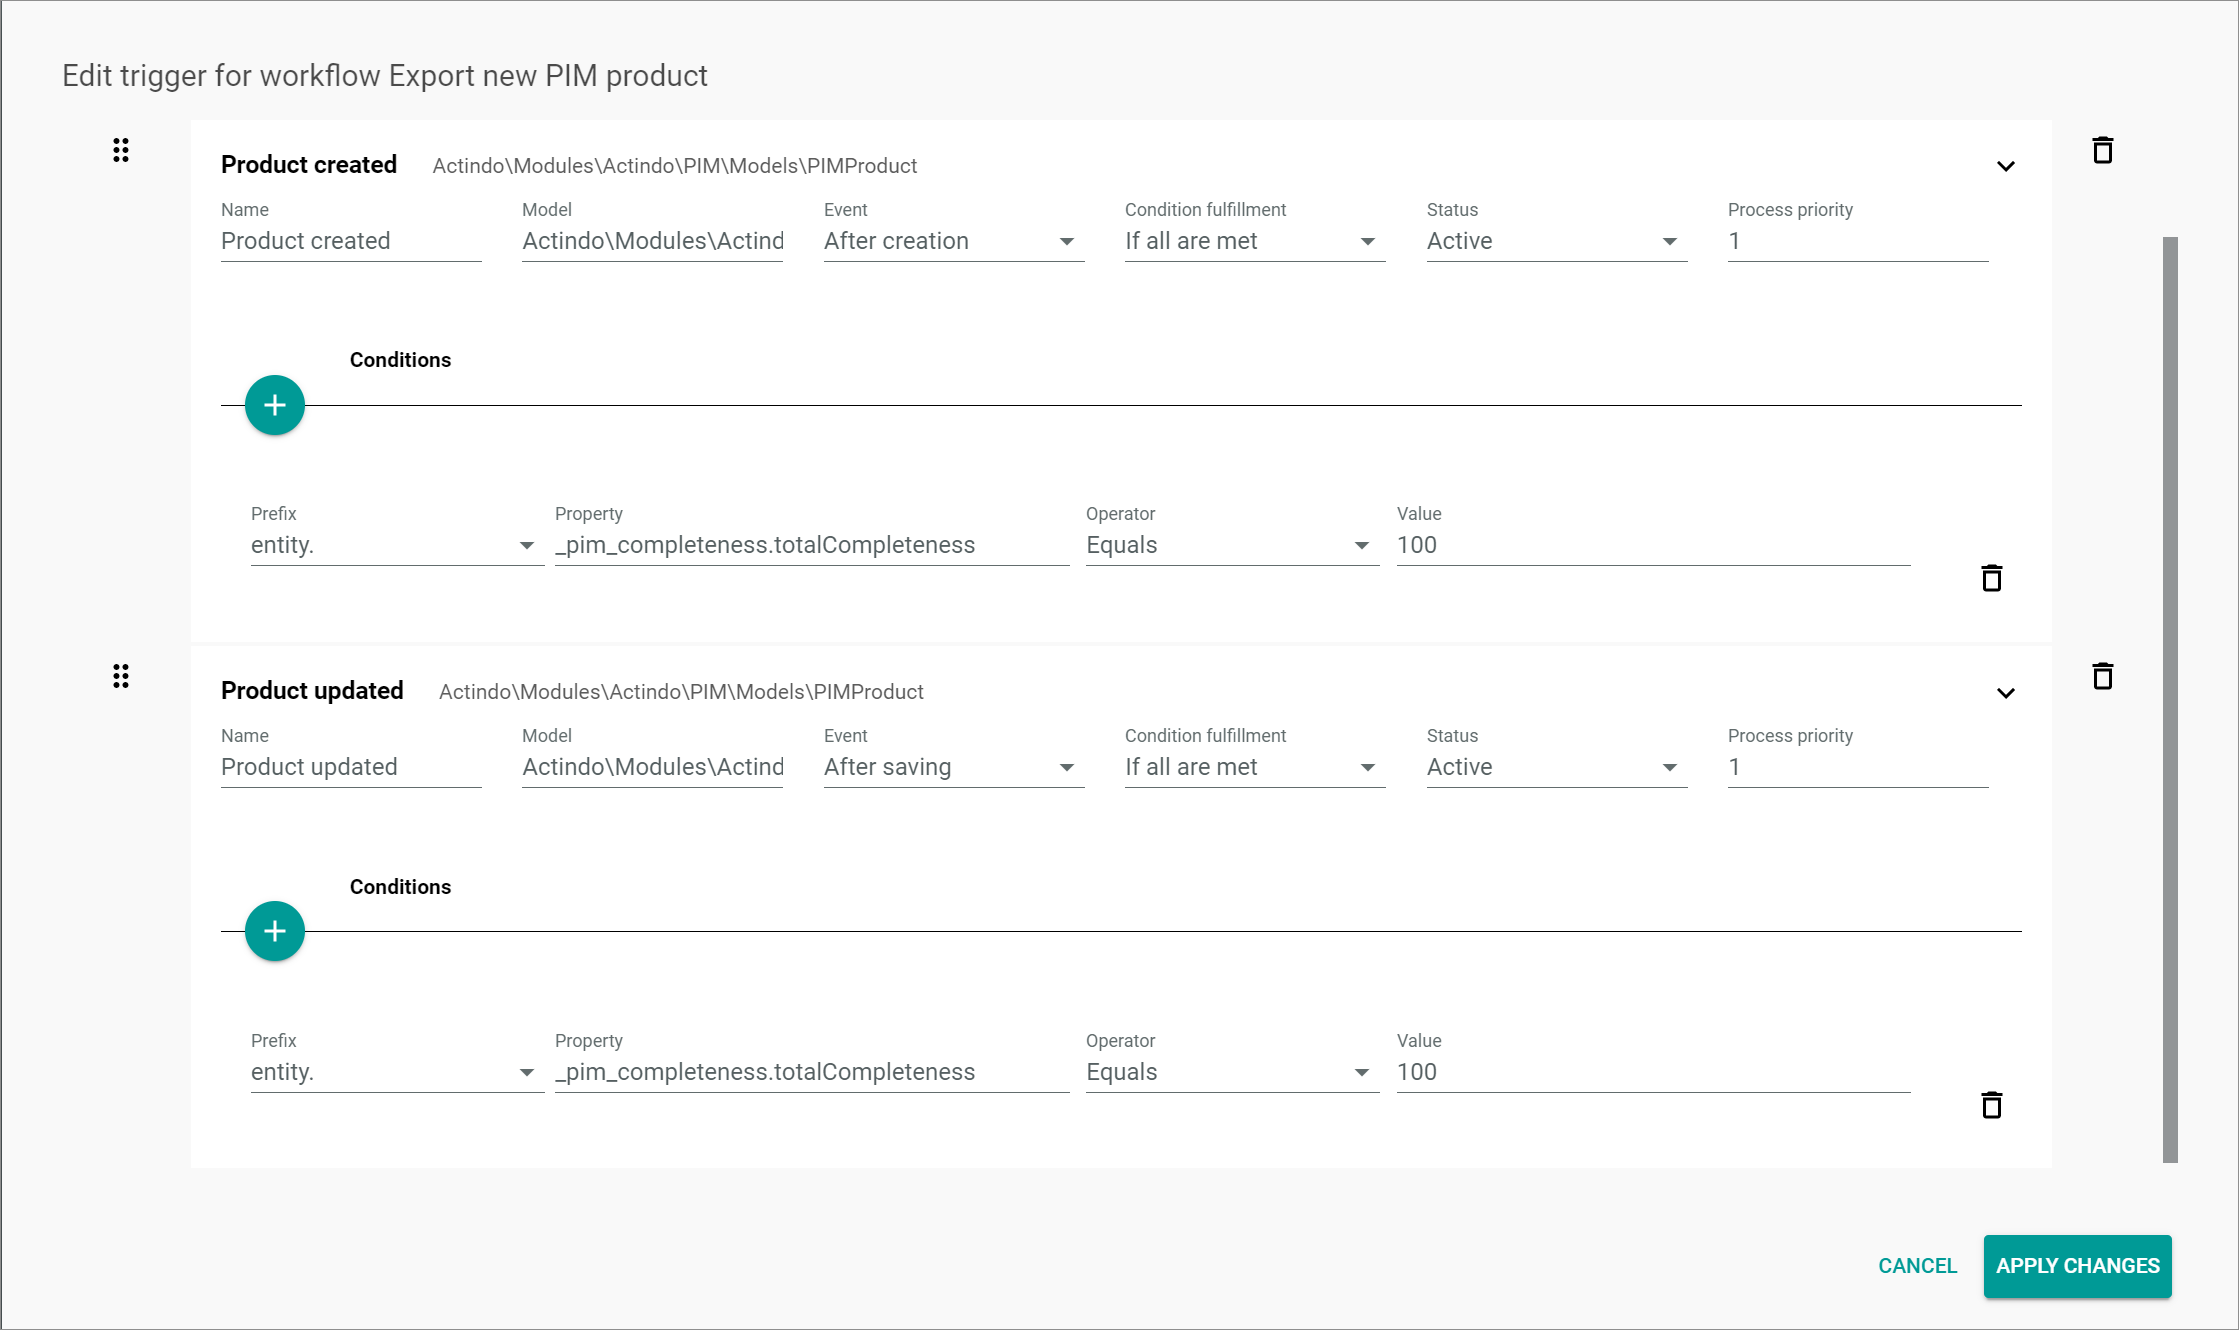 Edit trigger for workflow Export new PIM product
Product created Actindo\Modules\Actindo\PIM\Models\PIMProduct
Name Model Event Condition fulfillment Status Process priority
Product created Actindo\Modules\Actind After creation If all are met Active 1
Conditions
Prefix Property Operator Value
entity. _pim_completeness.totalCompleteness Equals 100
Product updated Actindo\Modules\Actindo\PIM\Models\PIMProduct
Name Model Event Condition fulfillment Status Process priority
Product updated Actindo\Modules\Actind After saving If all are met Active 1
Conditions
Prefix Property Operator Value
entity. _pim_completeness.totalCompleteness Equals 100
CANCEL APPLY CHANGES